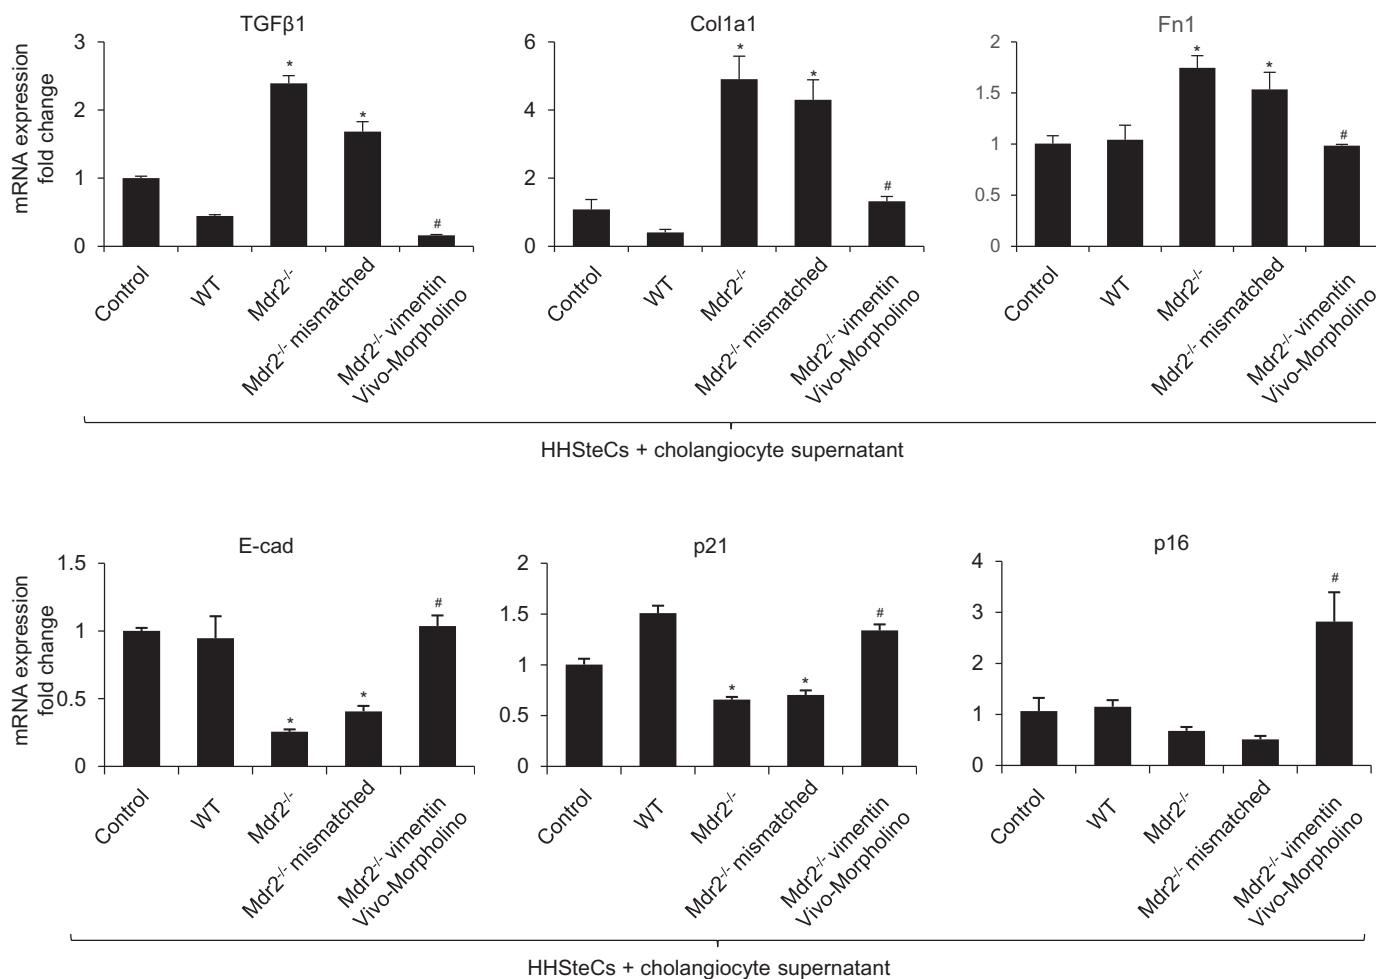 TGFβ1
mRNA expression
fold change
3
2
1
0
*
*
#
Control
WT
Mdr2-/-
Mdr2-/- mismatched
Mdr2-/- vimentin
Vivo-Morpholino
Col1a1
6
4
2
0
*
*
#
Control
WT
Mdr2-/-
Mdr2-/- mismatched
Mdr2-/- vimentin
Vivo-Morpholino
Fn1
2
1.5
1
0.5
0
*
*
#
Control
WT
Mdr2-/-
Mdr2-/- mismatched
Mdr2-/- vimentin
Vivo-Morpholino
HHSteCs + cholangiocyte supernatant
E-cad
mRNA expression
fold change
1.5
1
0.5
0
*
*
#
Control
WT
Mdr2-/-
Mdr2-/- mismatched
Mdr2-/- vimentin
Vivo-Morpholino
p21
2
1.5
1
0.5
0
*
*
#
Control
WT
Mdr2-/-
Mdr2-/- mismatched
Mdr2-/- vimentin
Vivo-Morpholino
p16
4
3
2
1
0
#
Control
WT
Mdr2-/-
Mdr2-/- mismatched
Mdr2-/- vimentin
Vivo-Morpholino
HHSteCs + cholangiocyte supernatant